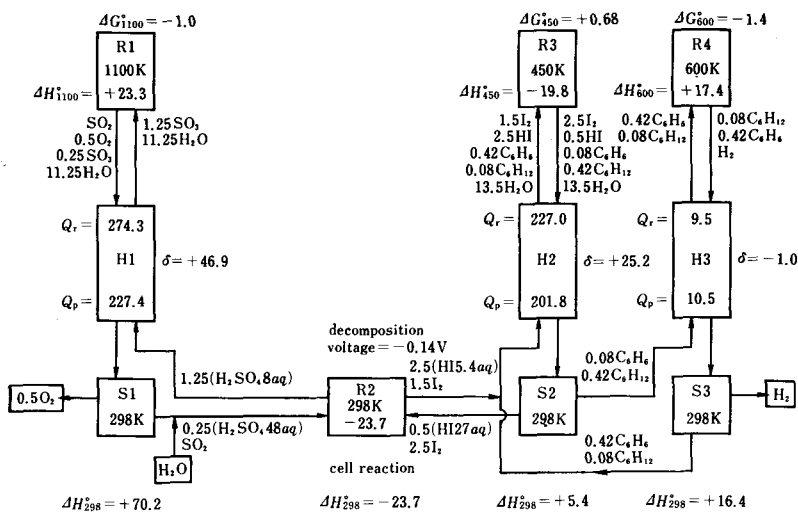 ΔG°₁₁₀₀=−1.0
ΔG°₄₅₀=+0.68
ΔG°₆₀₀=−1.4
R1
1100K
+23.3
ΔH°₁₁₀₀=
R3
450K
−19.8
ΔH°₄₅₀=
R4
600K
+17.4
ΔH°₆₀₀=
SO₂
0.5O₂
0.25SO₃
11.25H₂O
1.25SO₃
11.25H₂O
1.5I₂
2.5HI
0.42C₆H₆
0.08C₆H₁₂
13.5H₂O
2.5I₂
0.5HI
0.08C₆H₆
0.42C₆H₁₂
13.5H₂O
0.42C₆H₆
0.08C₆H₁₂
0.08C₆H₁₂
0.42C₆H₆
H₂
Qᵣ=
274.3
H1
δ=+46.9
Qₚ=
227.4
Qᵣ=
227.0
H2
δ=+25.2
Qₚ=
201.8
Qᵣ=
9.5
H3
δ=−1.0
Qₚ=
10.5
decomposition
voltage=−0.14V
1.25(H₂SO₄8aq)
2.5(HI5.4aq)
1.5I₂
0.08C₆H₆
0.42C₆H₁₂
0.5O₂
S1
298K
R2
298K
−23.7
S2
298K
S3
298K
H₂
0.25(H₂SO₄48aq)
SO₂
0.5(HI27aq)
2.5I₂
0.42C₆H₆
0.08C₆H₁₂
H₂O
cell reaction
ΔH°₂₉₈=+70.2
ΔH°₂₉₈=−23.7
ΔH°₂₉₈=+5.4
ΔH°₂₉₈=+16.4